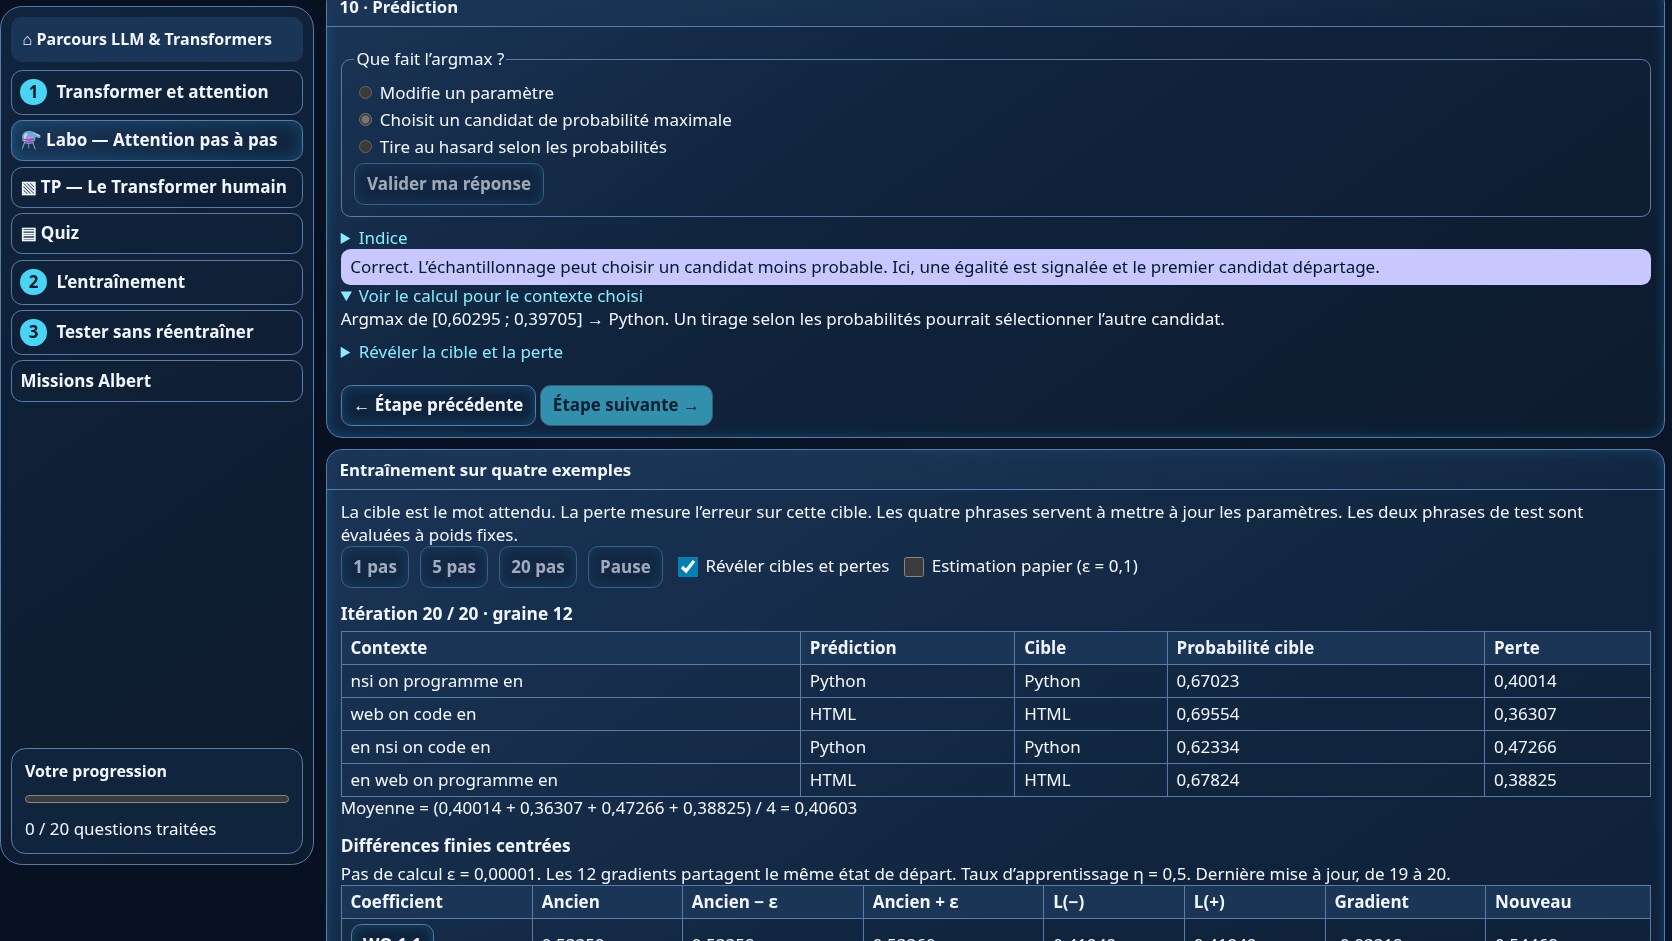 ⌂ Parcours LLM & Transformers
1 Transformer et attention
Labo — Attention pas à pas
TP — Le Transformer humain
Quiz
2 L’entraînement
3 Tester sans réentraîner
Missions Albert
Votre progression
0 / 20 questions traitées
10 · Prédiction
Que fait l’argmax ?
Modifie un paramètre
Choisit un candidat de probabilité maximale
Tire au hasard selon les probabilités
Valider ma réponse
▶ Indice
Correct. L’échantillonnage peut choisir un candidat moins probable. Ici, une égalité est signalée et le premier candidat départage.
▼ Voir le calcul pour le contexte choisi
Argmax de [0,60295 ; 0,39705] → Python. Un tirage selon les probabilités pourrait sélectionner l’autre candidat.
▶ Révéler la cible et la perte
← Étape précédente Étape suivante →
Entraînement sur quatre exemples
La cible est le mot attendu. La perte mesure l’erreur sur cette cible. Les quatre phrases servent à mettre à jour les paramètres. Les deux phrases de test sont
évaluées à poids fixes.
1 pas 5 pas 20 pas Pause Révéler cibles et pertes Estimation papier (ε = 0,1)
Itération 20 / 20 · graine 12
Contexte Prédiction Cible Probabilité cible Perte
nsi on programme en Python Python 0,67023 0,40014
web on code en HTML HTML 0,69554 0,36307
en nsi on code en Python Python 0,62334 0,47266
en web on programme en HTML HTML 0,67824 0,38825
Moyenne = (0,40014 + 0,36307 + 0,47266 + 0,38825) / 4 = 0,40603
Différences finies centrées
Pas de calcul ε = 0,00001. Les 12 gradients partagent le même état de départ. Taux d’apprentissage η = 0,5. Dernière mise à jour, de 19 à 20.
Coefficient Ancien Ancien − ε Ancien + ε L(−) L(+) Gradient Nouveau